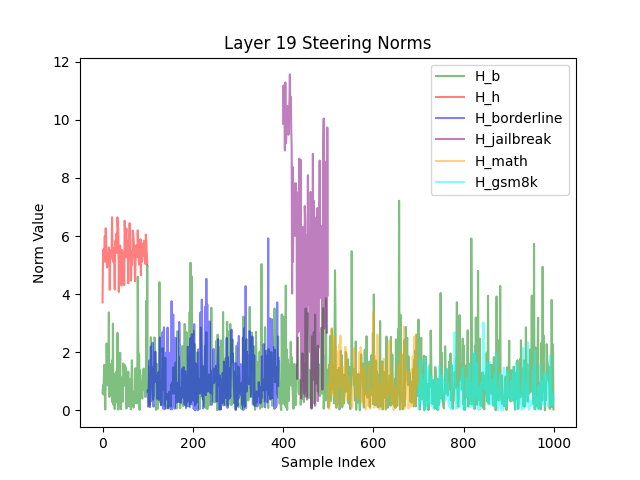 Layer 19 Steering Norms
12
10
8
6
4
2
0
Norm Value
0
200
400
600
800
1000
Sample Index
H_b
H_h
H_borderline
H_jailbreak
H_math
H_gsm8k